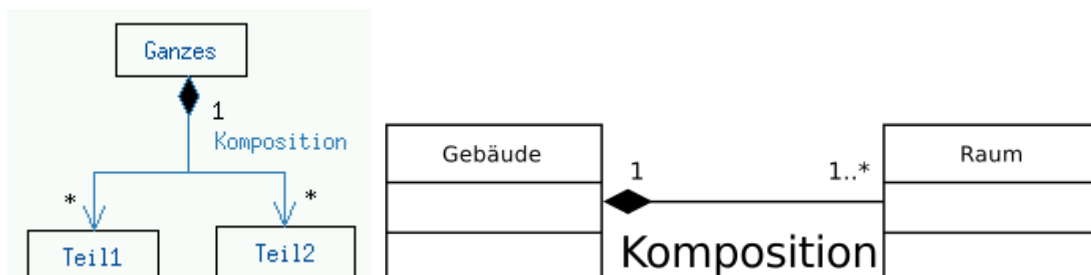 Ganzes
1
Komposition
* *
Teil1 Teil2
Gebäude 1 1..* Raum
Komposition